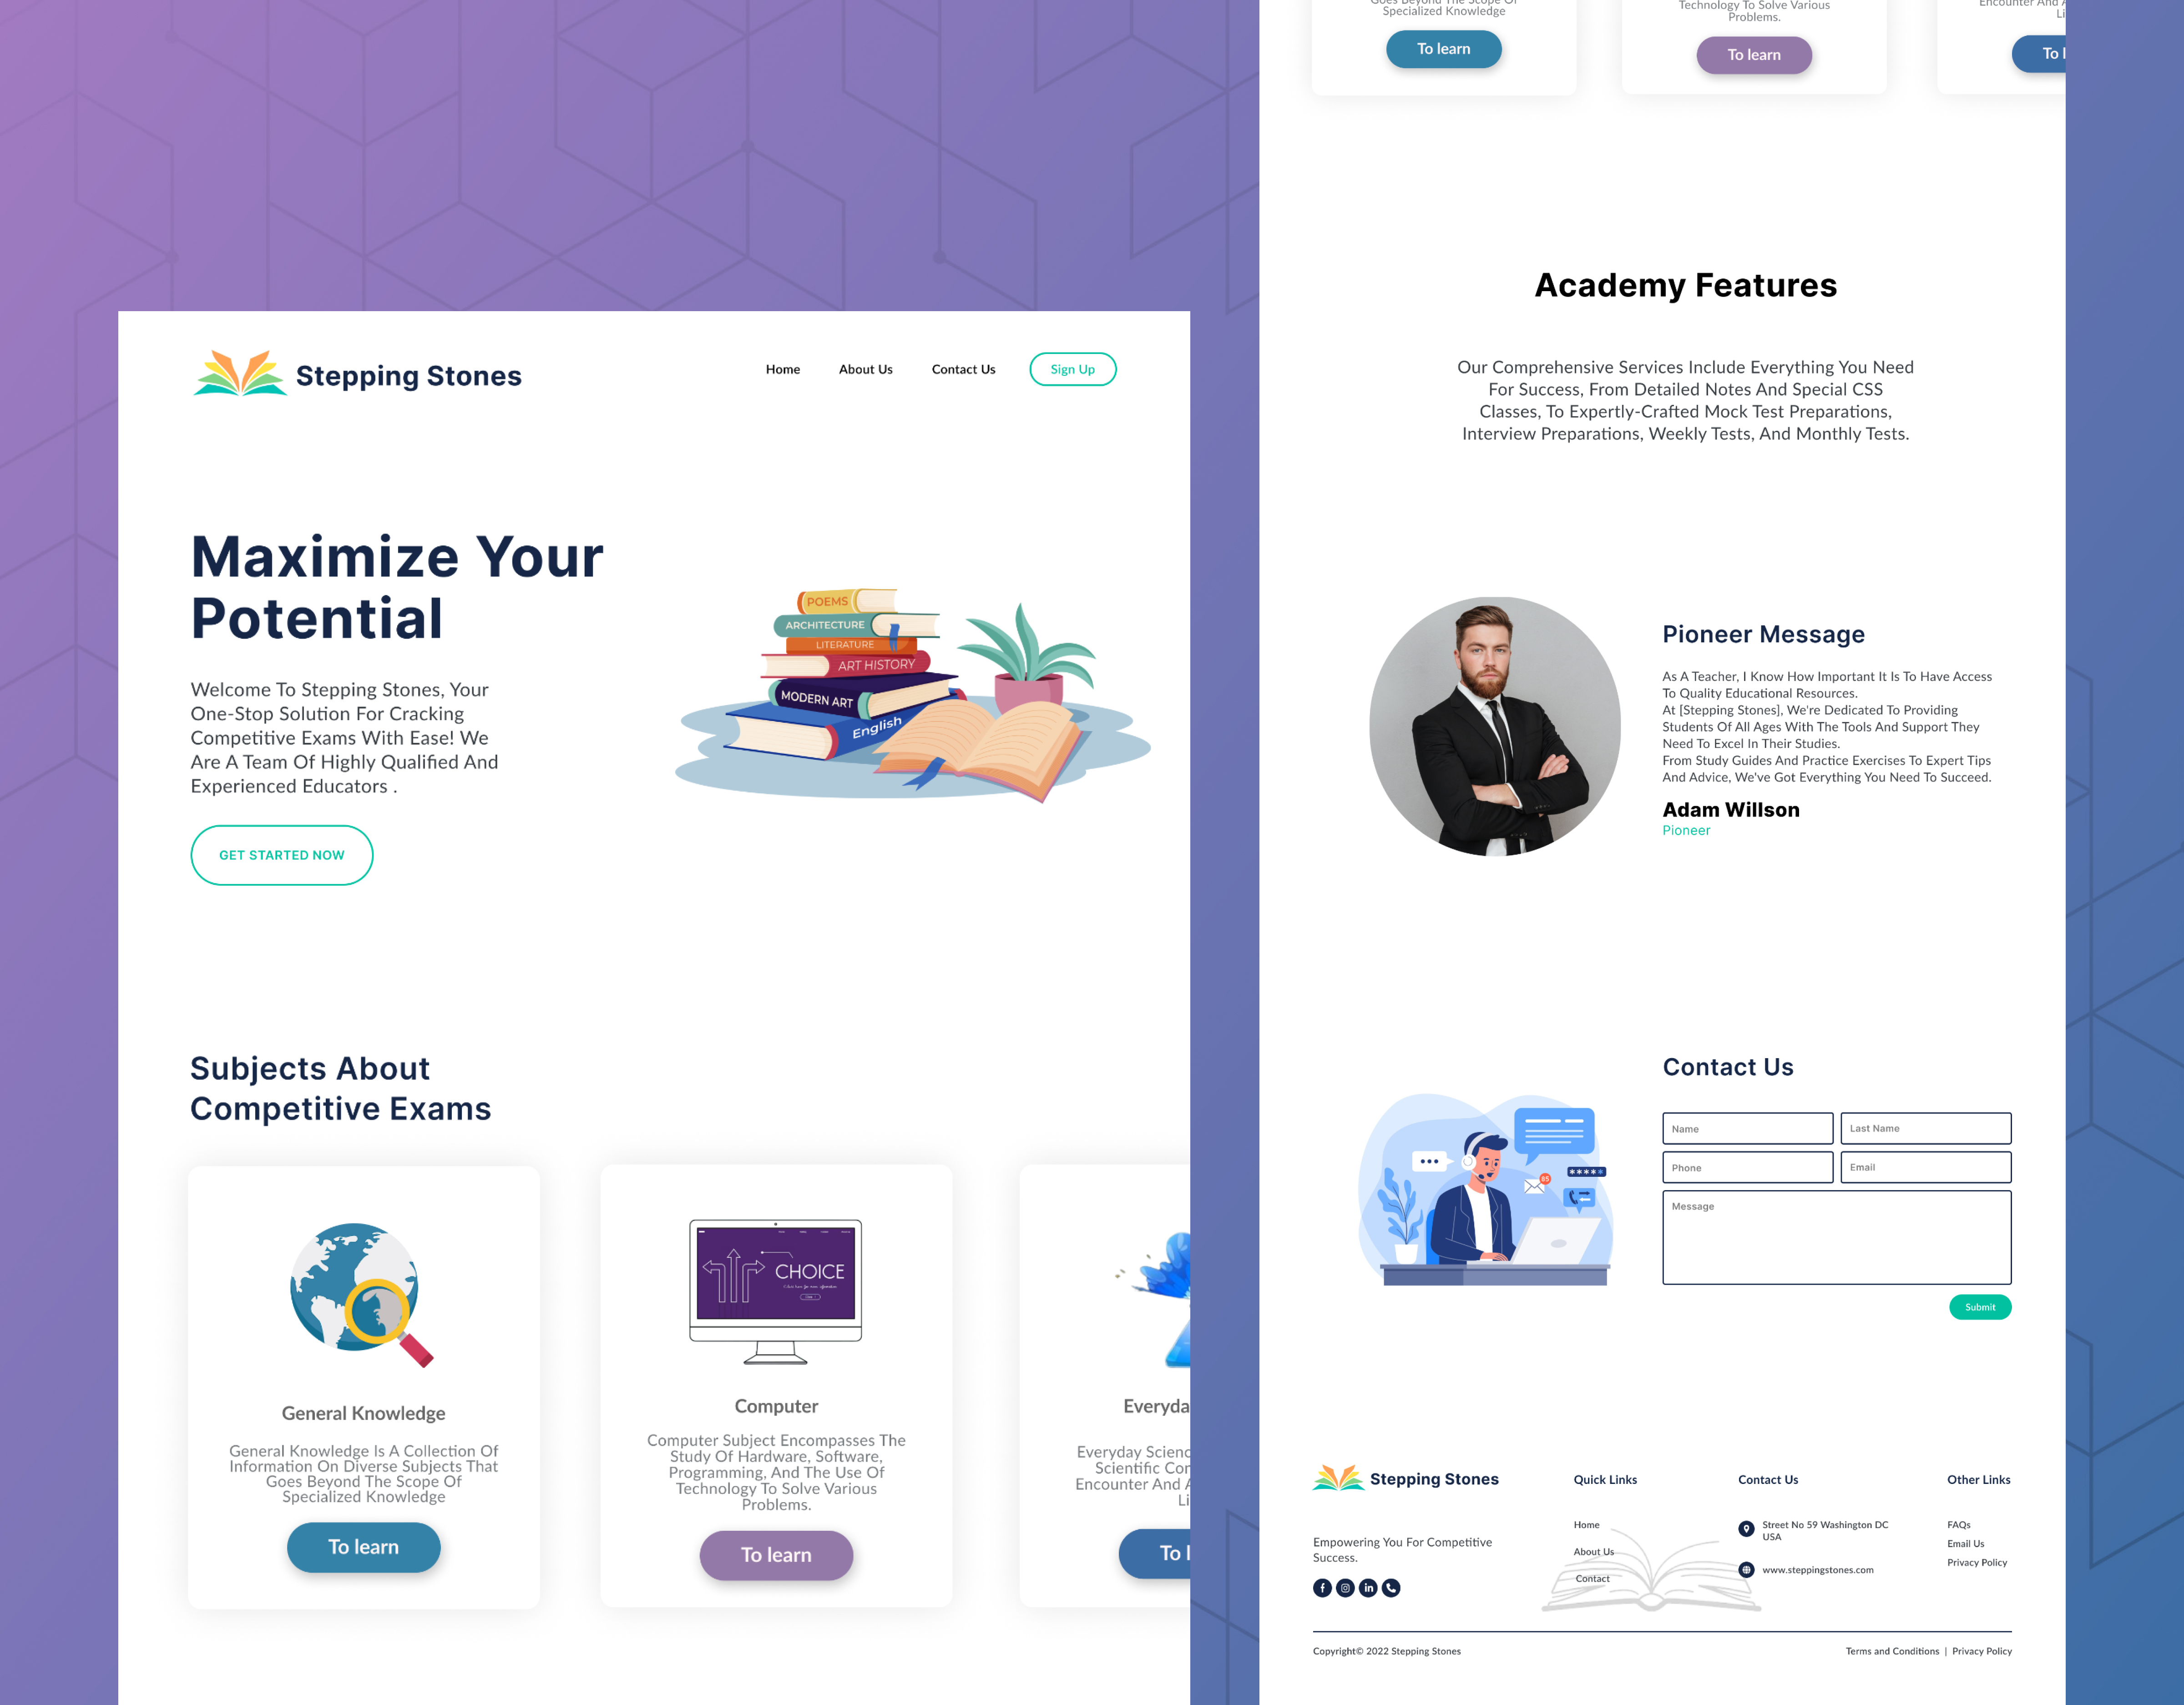 Stepping Stones
Home
About Us
Contact Us
Sign Up
Maximize Your
Potential
Welcome To Stepping Stones, Your
One-Stop Solution For Cracking
Competitive Exams With Ease! We
Are A Team Of Highly Qualified And
Experienced Educators .
GET STARTED NOW
POEMS
ARCHITECTURE
LITERATURE
ART HISTORY
MODERN ART
English
Subjects About
Competitive Exams
General Knowledge
General Knowledge Is A Collection Of
Information On Diverse Subjects That
Goes Beyond The Scope Of
Specialized Knowledge
To learn
CHOICE
Computer
Computer Subject Encompasses The
Study Of Hardware, Software,
Programming, And The Use Of
Technology To Solve Various
Problems.
To learn
Everyday Scienc
Scientific
Encounter And
To
Goes Beyond The Scope Of
Specialized Knowledge
To learn
Technology To Solve Various
Problems.
To learn
Encounter And
To
Academy Features
Our Comprehensive Services Include Everything You Need
For Success, From Detailed Notes And Special CSS
Classes, To Expertly-Crafted Mock Test Preparations,
Interview Preparations, Weekly Tests, And Monthly Tests.
Pioneer Message
As A Teacher, I Know How Important It Is To Have Access
To Quality Educational Resources.
At [Stepping Stones], We're Dedicated To Providing
Students Of All Ages With The Tools And Support They
Need To Excel In Their Studies.
From Study Guides And Practice Exercises To Expert Tips
And Advice, We've Got Everything You Need To Succeed.
Adam Willson
Pioneer
Contact Us
Name
Last Name
Phone
Email
Message
Submit
*****
85
Stepping Stones
Empowering You For Competitive
Success.
Quick Links
Home
About Us
Contact
Contact Us
Street No 59 Washington DC
USA
www.steppingstones.com
Other Links
FAQs
Email Us
Privacy Policy
Copyright© 2022 Stepping Stones
Terms and Conditions | Privacy Policy